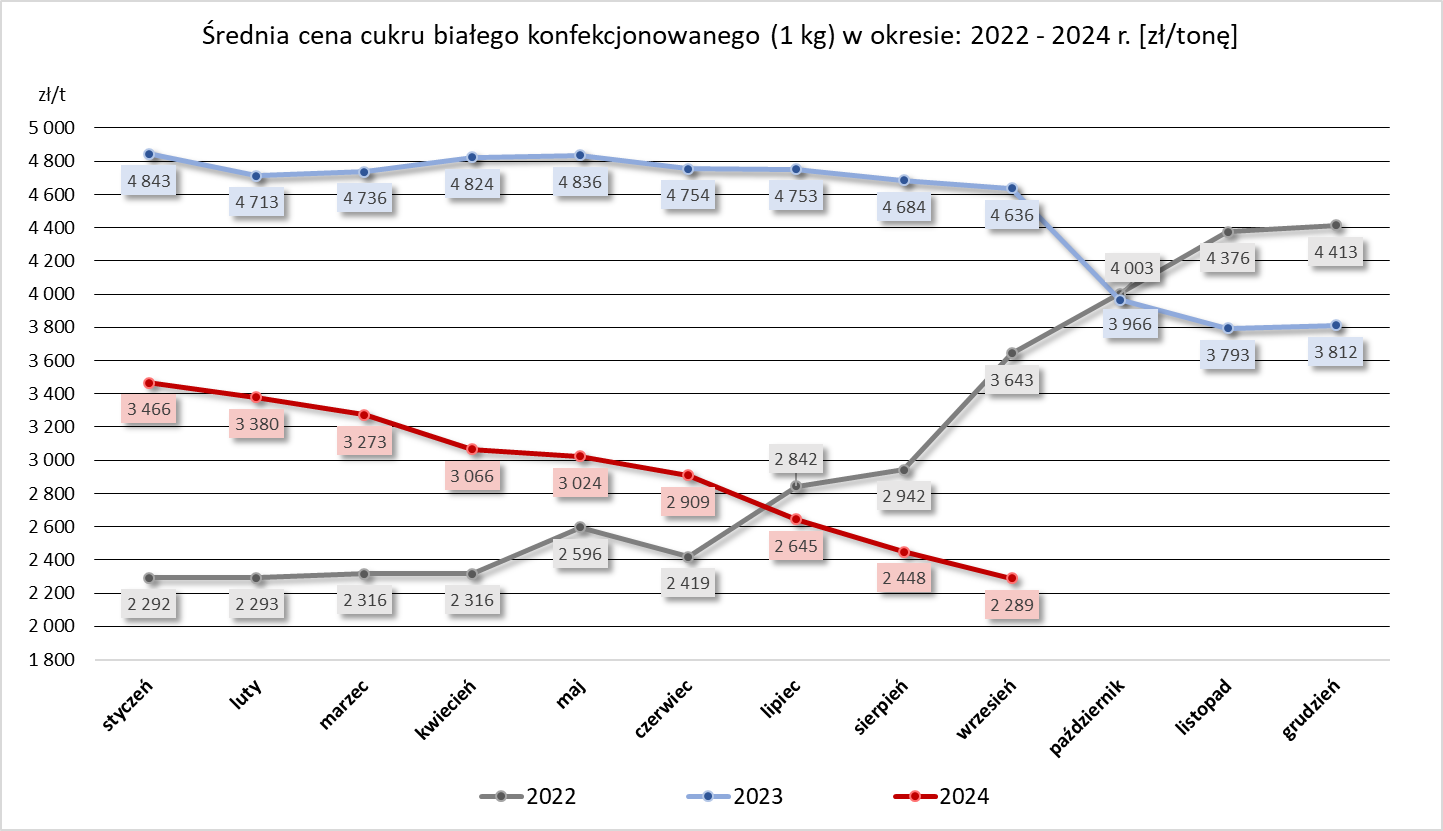 Średnia cena cukru białego konfekcjonowanego (1 kg) w okresie: 2022 - 2024 r. [zł/tonę]
zł/t
5 000
4 800
4 600
4 400
4 200
4 000
3 800
3 600
3 400
3 200
3 000
2 800
2 600
2 400
2 200
2 000
1 800
4 843 4 713 4 736 4 824 4 836 4 754 4 753 4 684 4 636 3 966 3 793 3 812
2 292 2 293 2 316 2 316 2 596 2 419 2 842 2 942 3 643 4 003 4 376 4 413
3 466 3 380 3 273 3 066 3 024 2 909 2 645 2 448 2 289
styczeń luty marzec kwiecień maj czerwiec lipiec sierpień wrzesień październik listopad grudzień
2022 2023 2024